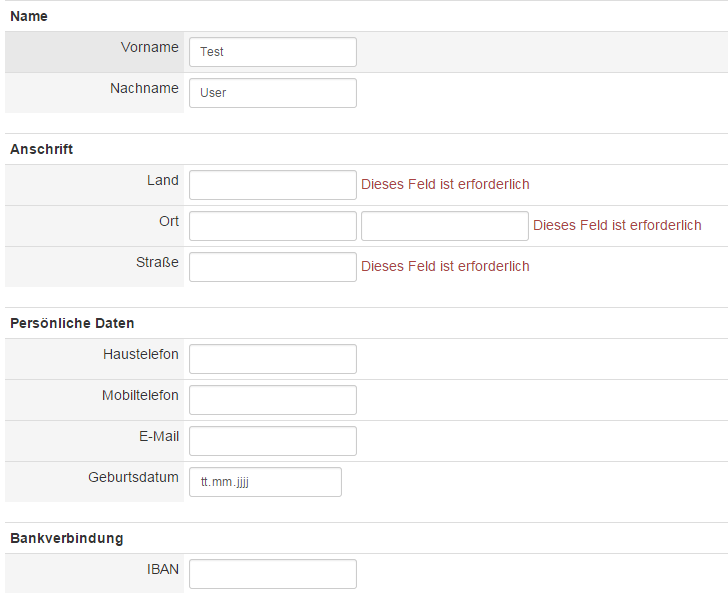 Name
Vorname Test
Nachname User
Anschrift
Land Dieses Feld ist erforderlich
Ort Dieses Feld ist erforderlich
Straße Dieses Feld ist erforderlich
Persönliche Daten
Haustelefon
Mobiltelefon
E-Mail
Geburtsdatum tt.mm.jjjj
Bankverbindung
IBAN